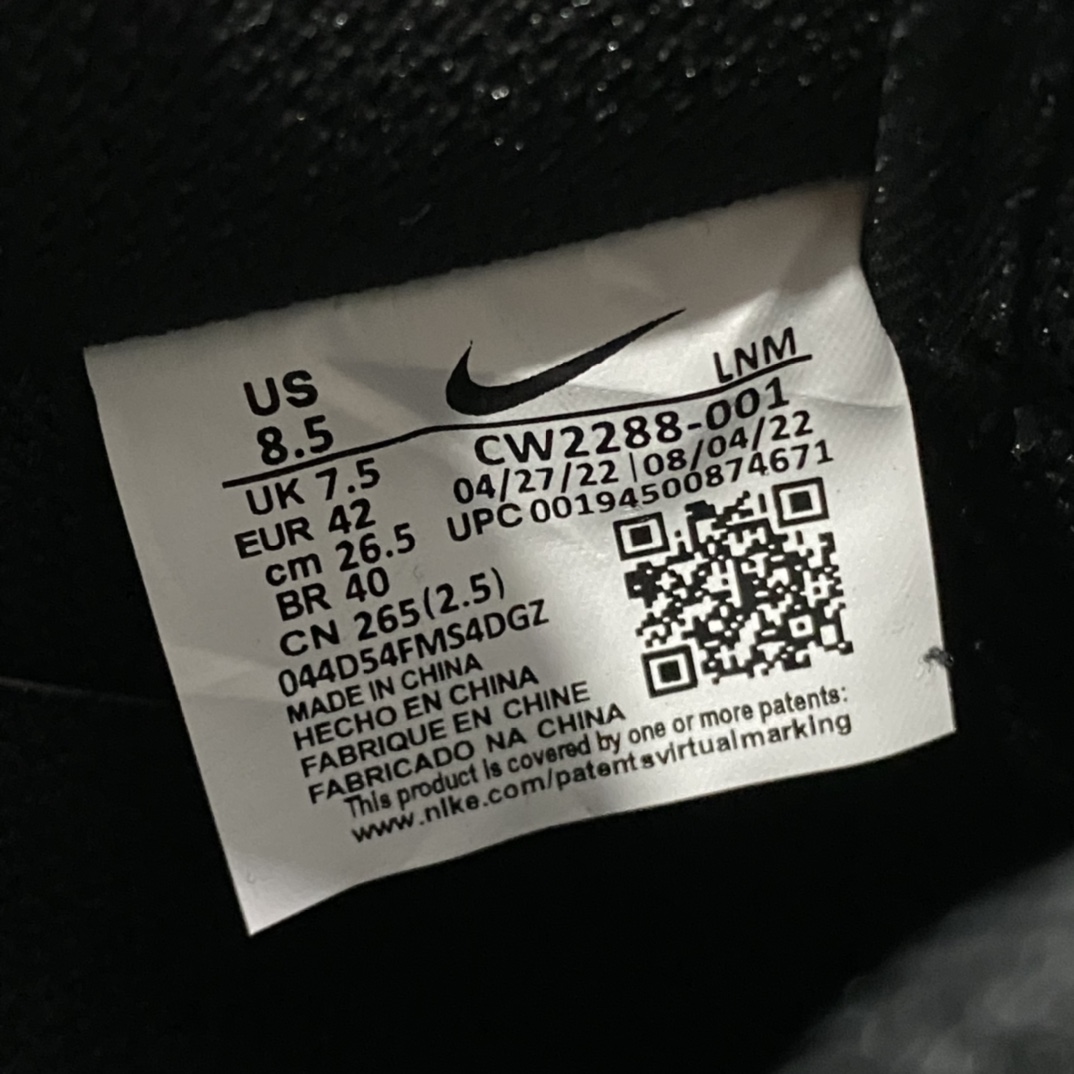 US
8.5
LNM
UK 7.5
CW2288-001
EUR 42
04/27/22 | 08/04/22
cm 26.5
UPC 00194500874671
BR 40
CN 265(2.5)
044D54FMS4DGZ
MADE IN CHINA
HECHO EN CHINA
FABRIQUE EN CHINE
FABRICADO NA CHINA
This product is covered by one or more patents:
www.nike.com/patentsvirtualmarking